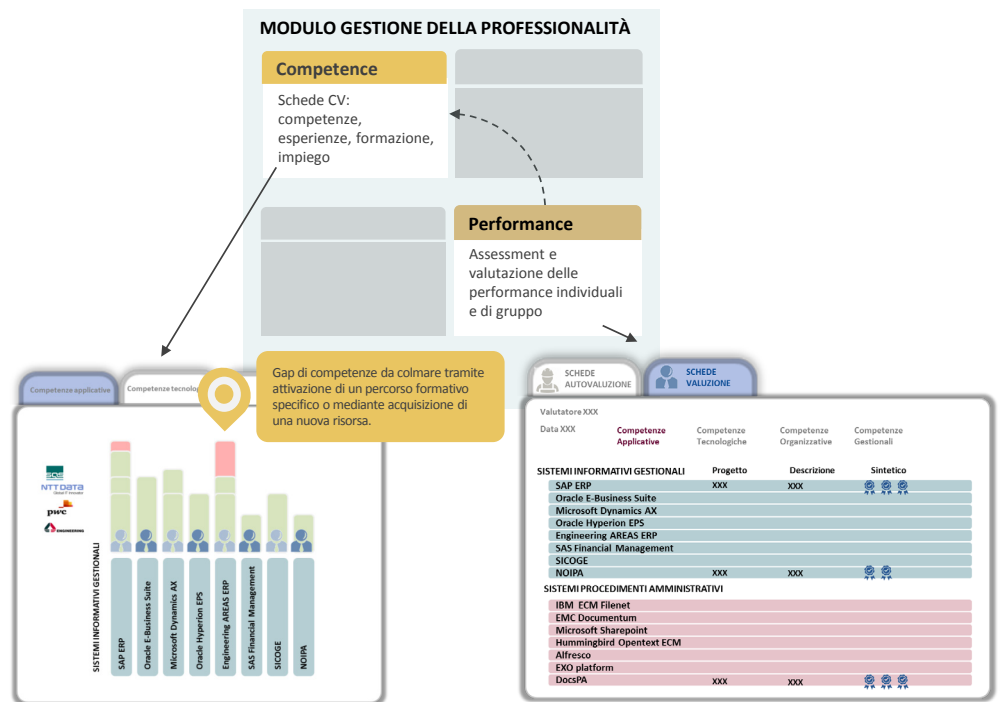 MODULO GESTIONE DELLA PROFESSIONALITÀ
Competence
Schede CV:
competenze,
esperienze, formazione,
impiego
Performance
Assessment e
valutazione delle
performance individuali
e di gruppo
Gap di competenze da colmare tramite
attivazione di un percorso formativo
specifico o mediante acquisizione di
una nuova risorsa.
Competenze applicative
Competenze tecnolog
NTT DATA
pwc
ENGINEERING
SISTEMI INFORMATIVI GESTIONALI
SAP ERP
Oracle E-Business Suite
Microsoft Dynamics AX
Oracle Hyperion EPS
Engineering AREAS ERP
SAS Financial Management
SICOGE
NOIPA
SCHEDE
AUTOVALUZIONE
SCHEDE
VALUZIONE
Valutatore XXX
Data XXX
Competenze
Applicative
Competenze
Tecnologiche
Competenze
Organizzative
Competenze
Gestionali
SISTEMI INFORMATIVI GESTIONALI Progetto Descrizione Sintetico
SAP ERP XXX XXX
Oracle E-Business Suite
Microsoft Dynamics AX
Oracle Hyperion EPS
Engineering AREAS ERP
SAS Financial Management
SICOGE
NOIPA XXX XXX
SISTEMI PROCEDIMENTI AMMINISTRATIVI
IBM ECM Filenet
EMC Documentum
Microsoft Sharepoint
Hummingbird Opentext ECM
Alfresco
EXO platform
DocsPA XXX XXX